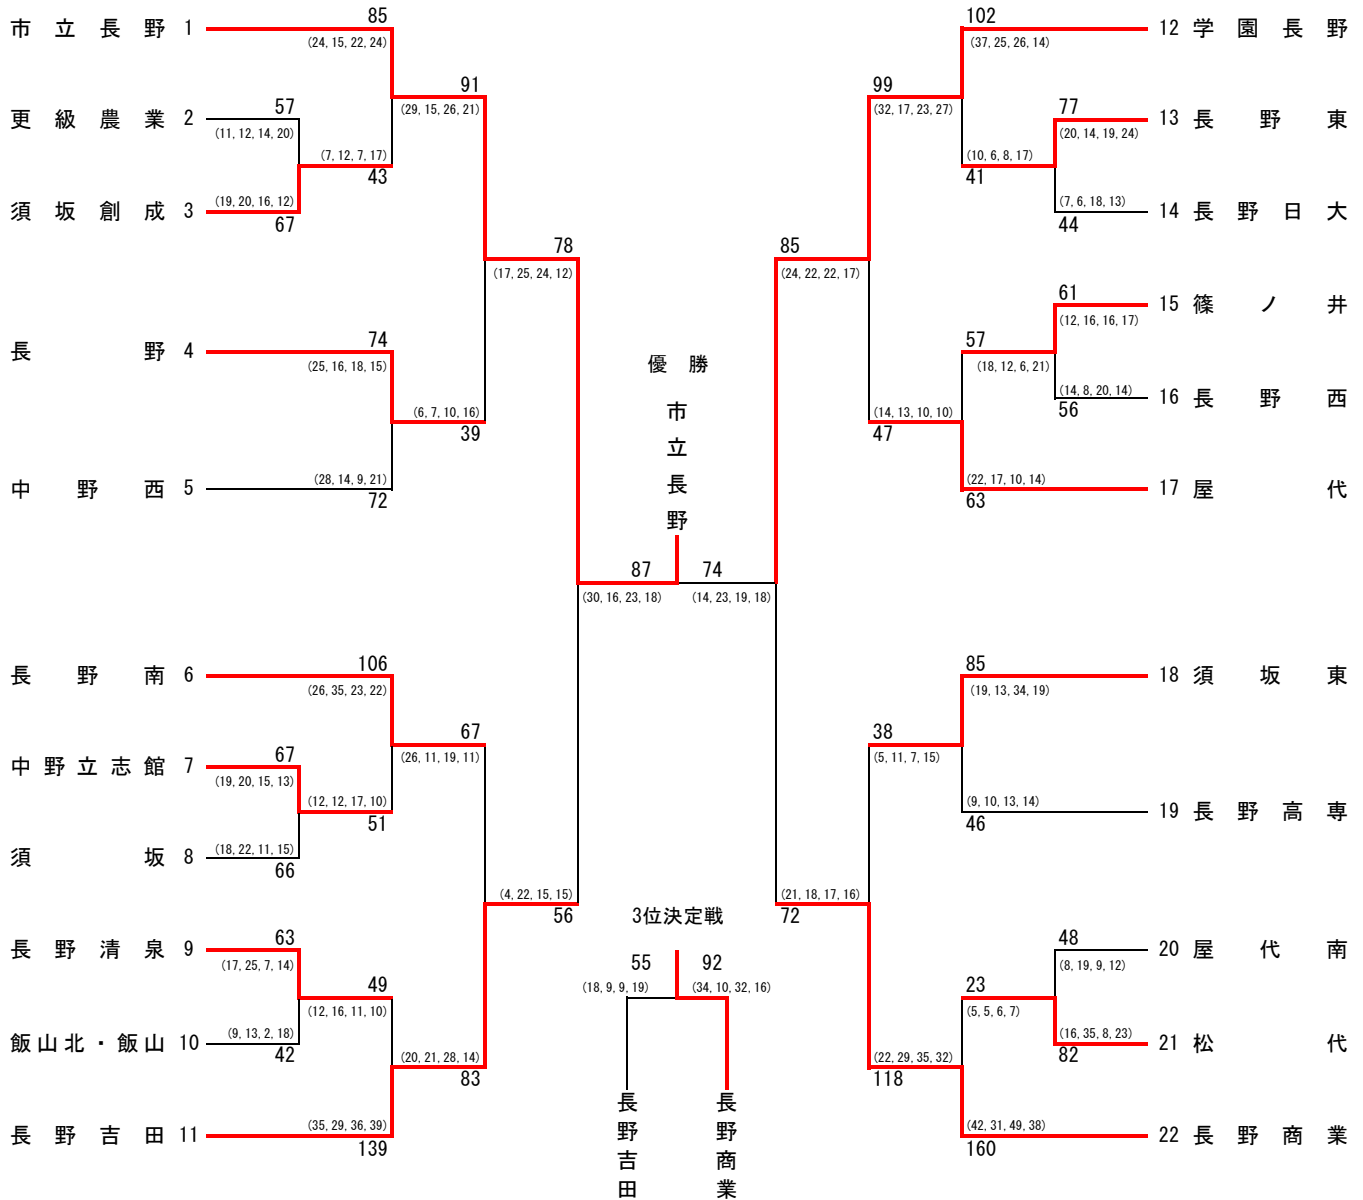 市立長野 1
85
(24, 15, 22, 24)
91
(29, 15, 26, 21)
更級農業 2
57
(11, 12, 14, 20)
(7, 12, 7, 17)
43
須坂創成 3
(19, 20, 16, 12)
67
78
(17, 25, 24, 12)
長野 4
74
(25, 16, 18, 15)
(6, 7, 10, 16)
39
中野西 5
(28, 14, 9, 21)
72
長野南 6
106
(26, 35, 23, 22)
67
(26, 11, 19, 11)
中野立志館 7
67
(19, 20, 15, 13)
(12, 12, 17, 10)
51
須坂 8
(18, 22, 11, 15)
66
(4, 22, 15, 15)
56
長野清泉 9
63
(17, 25, 7, 14)
49
(12, 16, 11, 10)
飯山北・飯山 10
(9, 13, 2, 18)
42
(20, 21, 28, 14)
83
長野吉田 11
(35, 29, 36, 39)
139
優勝
市立長野
87
(30, 16, 23, 18)
74
(14, 23, 19, 18)
3位決定戦
55
(18, 9, 9, 19)
92
(34, 10, 32, 16)
長野吉田
長野商業
102
(37, 25, 26, 14)
12 学園長野
99
(32, 17, 23, 27)
77
(20, 14, 19, 24)
13 長野東
(10, 6, 8, 17)
41
(7, 6, 18, 13)
44
14 長野日大
85
(24, 22, 22, 17)
61
(12, 16, 16, 17)
15 篠ノ井
57
(18, 12, 6, 21)
(14, 8, 20, 14)
56
16 長野西
(14, 13, 10, 10)
47
(22, 17, 10, 14)
63
17 屋代
85
(19, 13, 34, 19)
18 須坂東
38
(5, 11, 7, 15)
(9, 10, 13, 14)
46
19 長野高専
(21, 18, 17, 16)
72
48
(8, 19, 9, 12)
20 屋代南
23
(5, 5, 6, 7)
(16, 35, 8, 23)
82
21 松代
(22, 29, 35, 32)
118
(42, 31, 49, 38)
160
22 長野商業